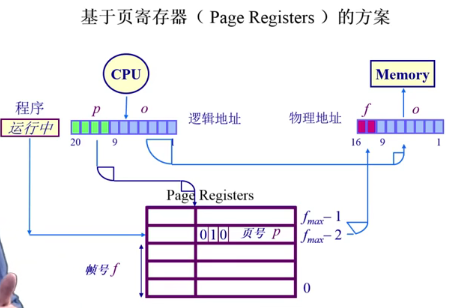 基于页寄存器（ Page Registers ）的方案
CPU
Memory
程序
运行中
p o
逻辑地址
物理地址
f o
20 9 1
16 9 1
Page Registers
0 1 0 页号 p
f max – 1
f max – 2
帧号 f
0